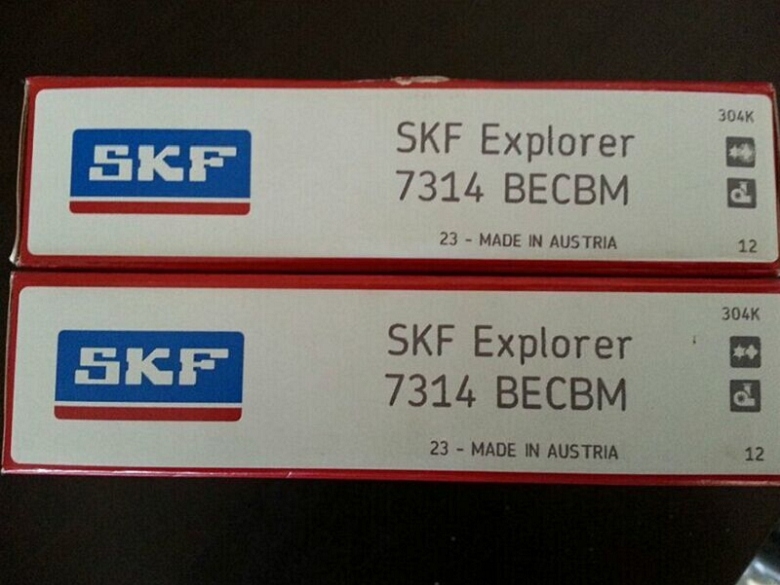 SKF
SKF Explorer
7314 BECBM
23 - MADE IN AUSTRIA
304K
12
SKF
SKF Explorer
7314 BECBM
23 - MADE IN AUSTRIA
304K
12